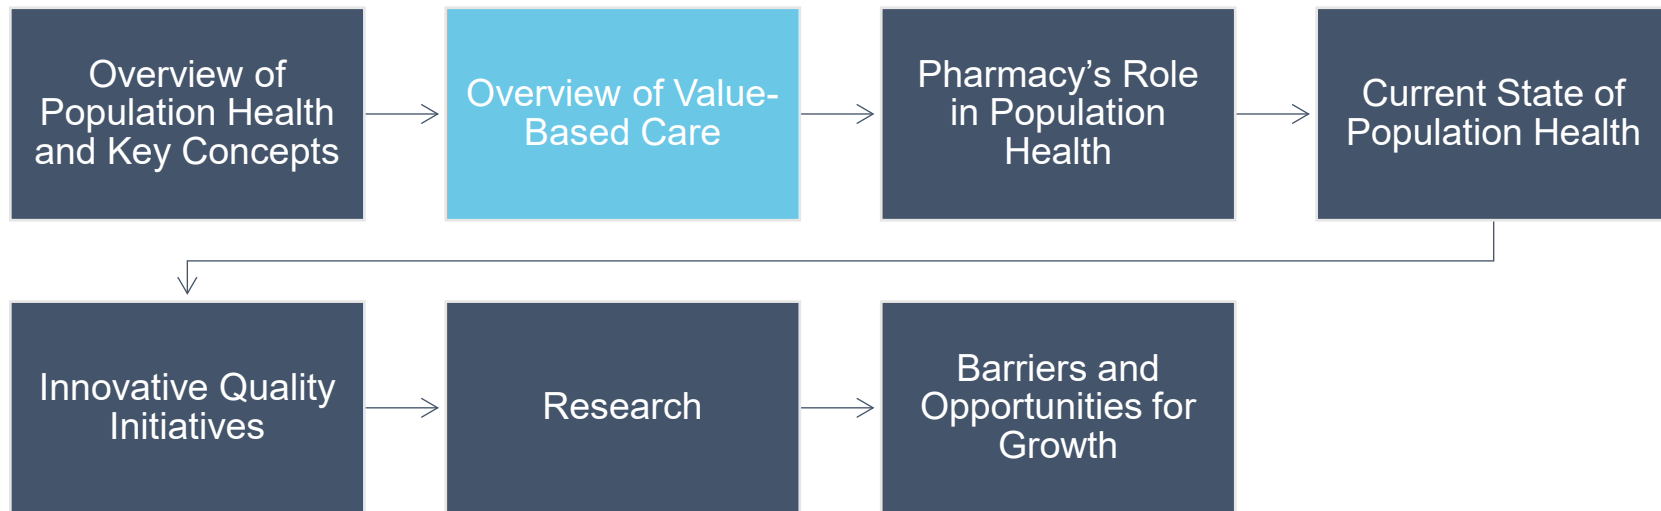 Overview of
Population Health
and Key Concepts
Overview of Value-
Based Care
Pharmacy’s Role
in Population
Health
Current State of
Population Health
Innovative Quality
Initiatives
Research
Barriers and
Opportunities for
Growth